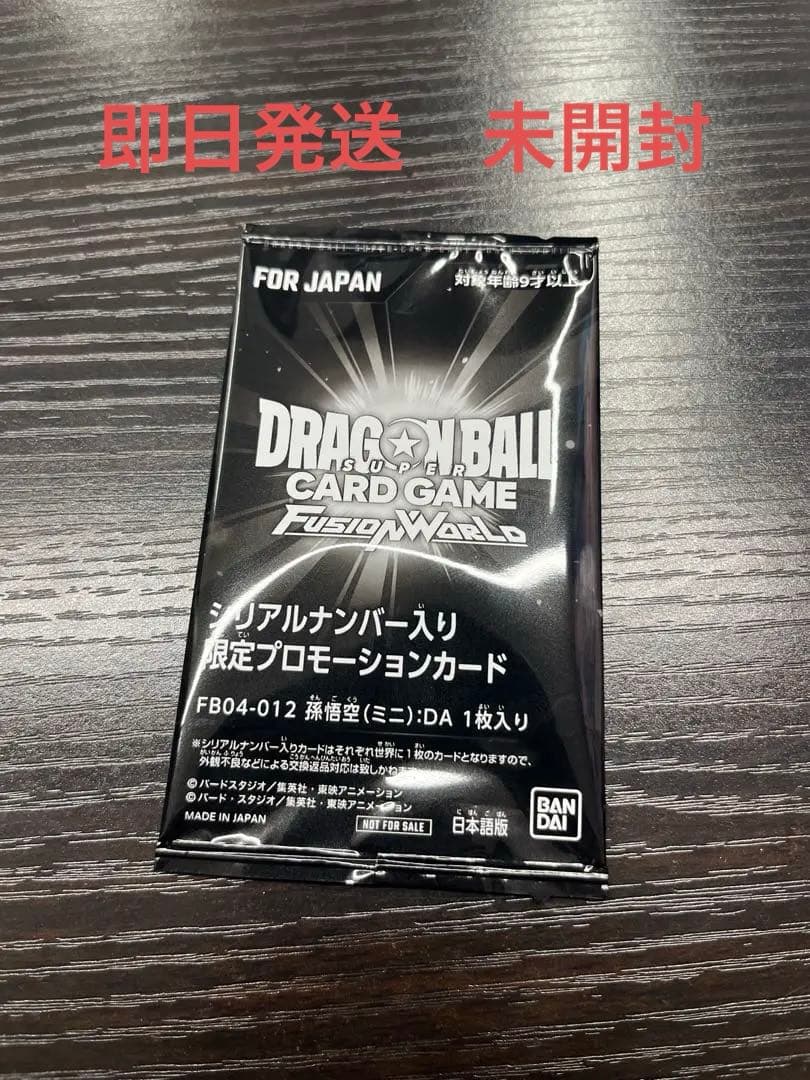 即日発送　未開封
FOR JAPAN
対象年齢9才以上
DRAGON BALL
SUPER
CARD GAME
FUSION WORLD
シリアルナンバー入り
限定プロモーションカード
FB04-012 孫悟空(ミニ):DA 1枚入り
※シリアルナンバー入りカードはそれぞれ世界に1枚のカードとなりますので、
外観不良などによる交換返品対応は致しかねます
©バードスタジオ／集英社・東映アニメーション
©バード・スタジオ／集英社・東映アニメーション
MADE IN JAPAN
NOT FOR SALE
日本語版
BAN
DAI